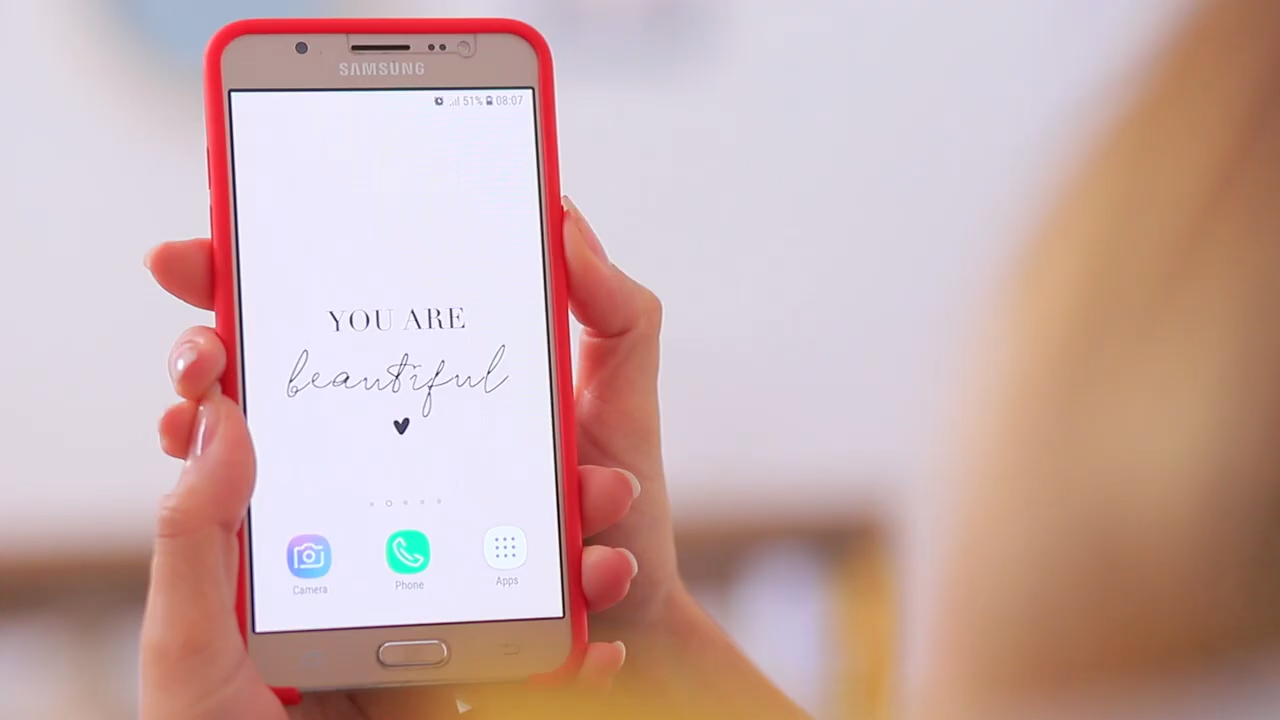 SAMSUNG
51% 08:07
YOU ARE
beautiful
Camera Phone Apps